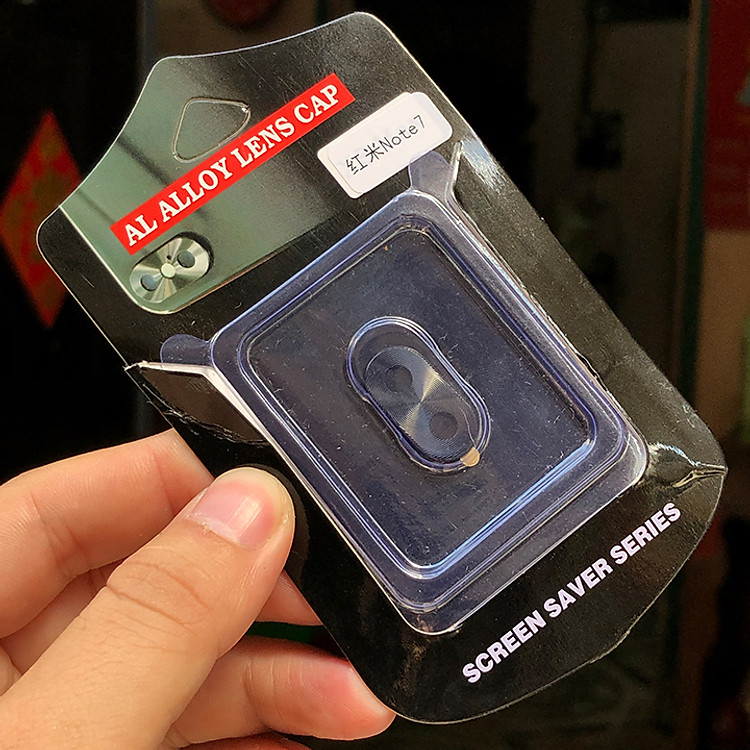 AL ALLOY LENS CAP
红米Note7
SCREEN SAVER SERIES